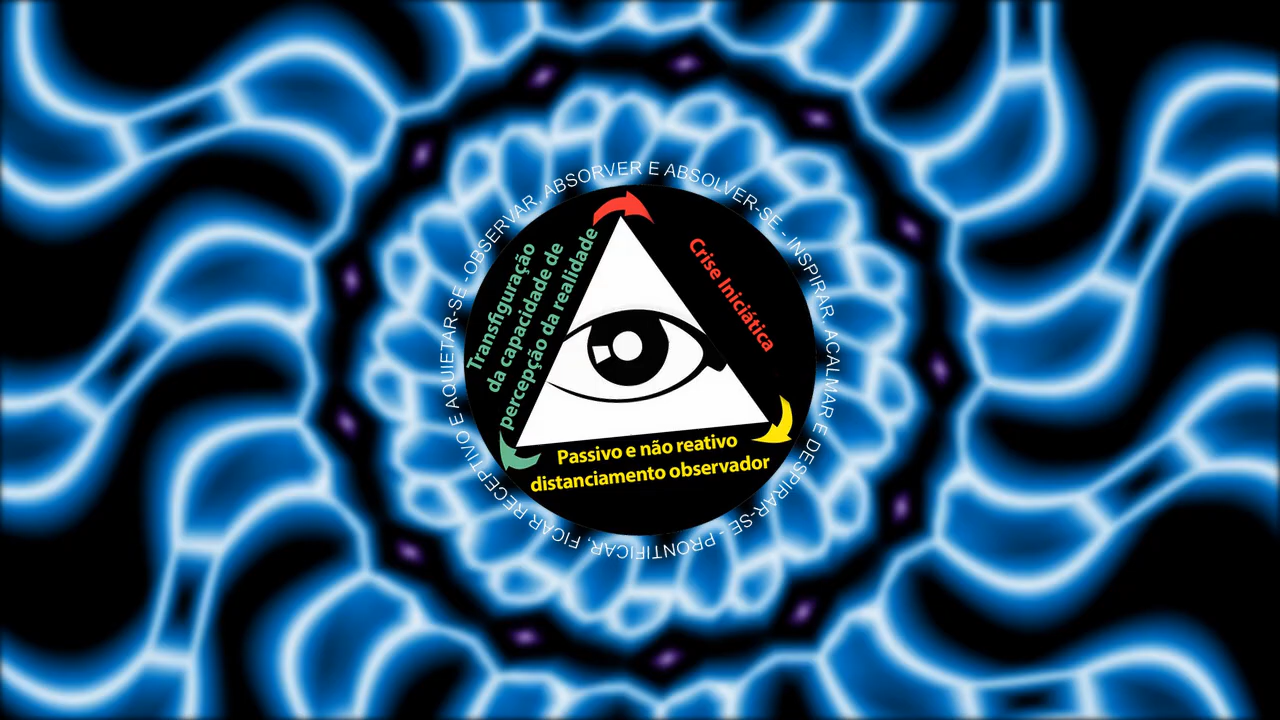 OBSERVAR, ABSORVER E ABSOLVER-SE - INSPIRAR, ACALMAR E DESPIRAR-SE - PRONTIFICAR, FICAR RECEPTIVO E AQUIETAR-SE -
Crise Iniciática
Passivo e não reativo
distanciamento observador
Transfiguração
da capacidade de
percepção da realidade